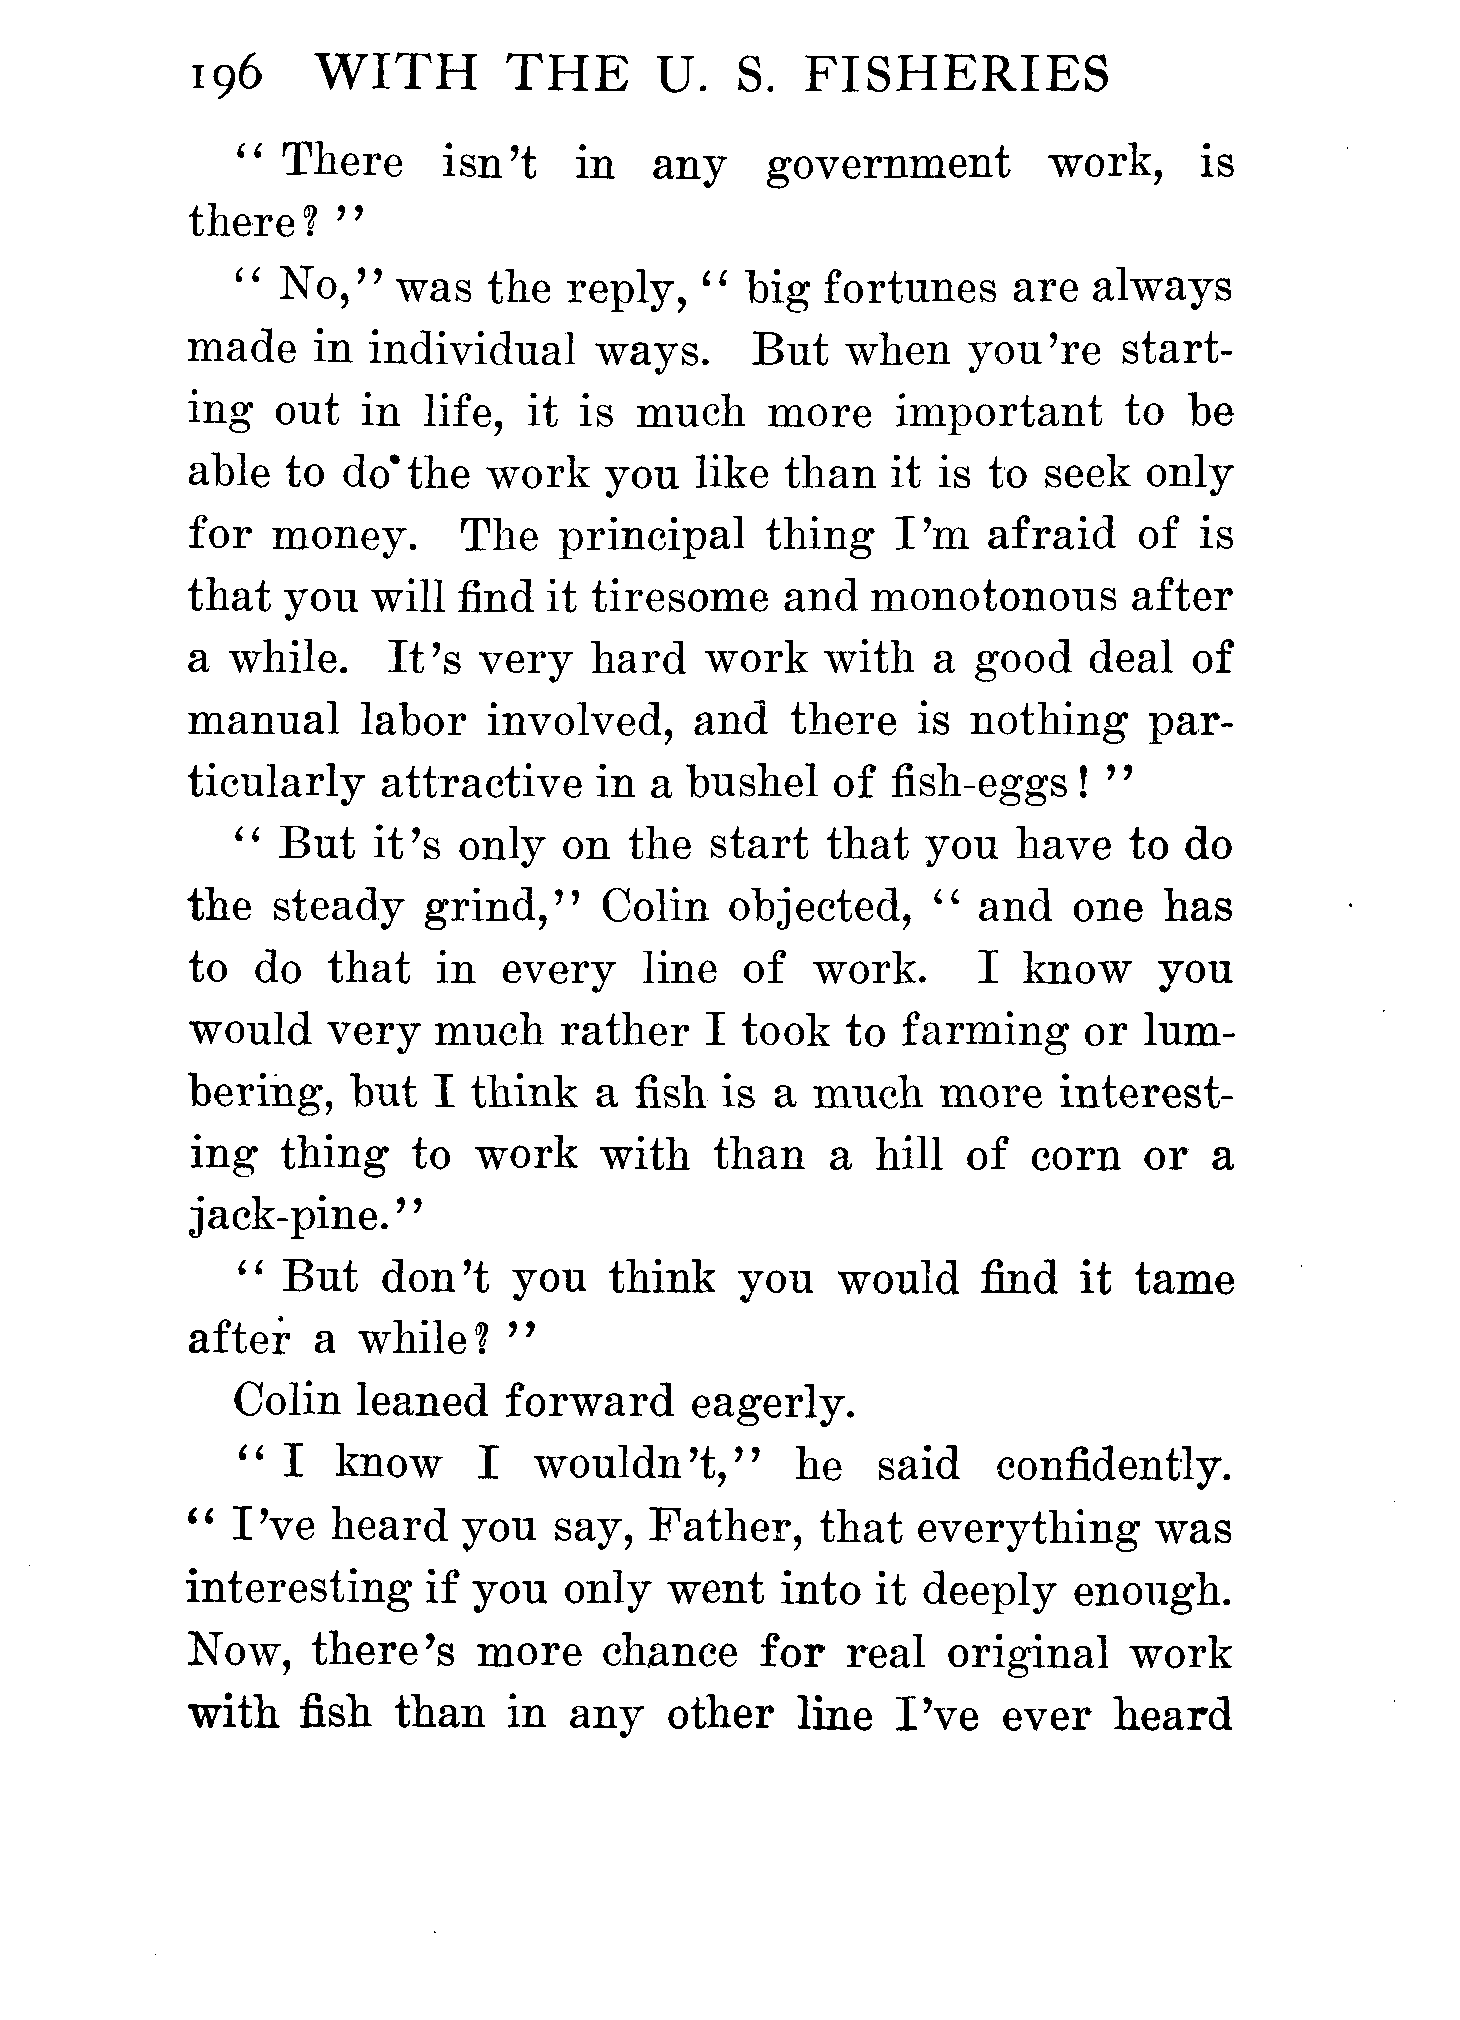 196 WITH THE U. S. FISHERIES
“ There isn’t in any government work, is
there? ”
“ No,” was the reply, “ big fortunes are always
made in individual ways. But when you’re start-
ing out in life, it is much more important to be
able to do the work you like than it is to seek only
for money. The principal thing I’m afraid of is
that you will find it tiresome and monotonous after
a while. It’s very hard work with a good deal of
manual labor involved, and there is nothing par-
ticularly attractive in a bushel of fish-eggs! ”
“ But it’s only on the start that you have to do
the steady grind,” Colin objected, “ and one has
to do that in every line of work. I know you
would very much rather I took to farming or lum-
bering, but I think a fish is a much more interest-
ing thing to work with than a hill of corn or a
jack-pine.”
“ But don’t you think you would find it tame
after a while? ”
Colin leaned forward eagerly.
“ I know I wouldn’t,” he said confidently.
“ I’ve heard you say, Father, that everything was
interesting if you only went into it deeply enough.
Now, there’s more chance for real original work
with fish than in any other line I’ve ever heard